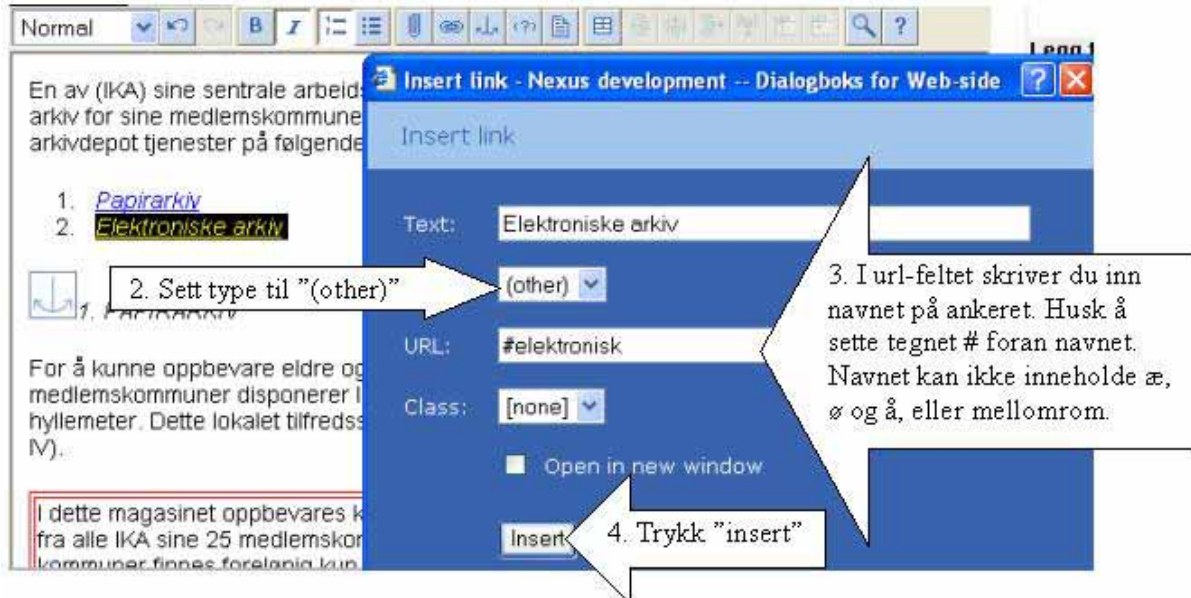 Normal B I ?
Insert link - Nexus development -- Dialogboks for Web-side ?
Insert link
En av (IKA) sine sentrale
arkiv for sine
arkivdepot tjenester på følgende
1. Papirarkiv
2. Elektroniske arkiv
1. PAPIRARKIV
For å kunne oppbevare eldre og
medlemskommuner disponerer
hyllemeter. Dette lokalet
IV).
I dette magasinet oppbevares
fra alle IKA sine 25
kommuner finnes foreløpig kun
Text: Elektroniske arkiv
(other)
URL: #elektronisk
Class: [none]
Open in new window
Insert
2. Sett type til "(other)"
3. I url-feltet skriver du inn
navnet på ankeret. Husk å
sette tegnet # foran navnet.
Navnet kan ikke inneholde æ,
ø og å, eller mellomrom.
4. Trykk "insert"